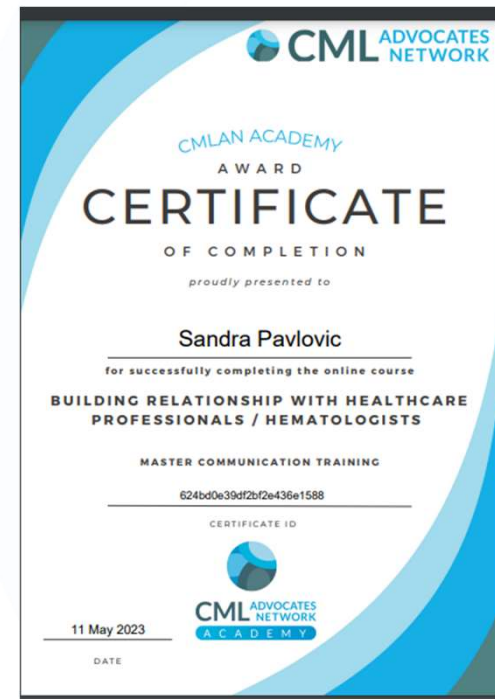 CML ADVOCATES
NETWORK
CMLAN ACADEMY
AWARD
CERTIFICATE
OF COMPLETION
proudly presented to
Sandra Pavlovic
for successfully completing the online course
BUILDING RELATIONSHIP WITH HEALTHCARE
PROFESSIONALS / HEMATOLOGISTS
MASTER COMMUNICATION TRAINING
624bd0e39df2bf2e436e1588
CERTIFICATE ID
CML ADVOCATES
NETWORK
ACADEMY
11 May 2023
DATE